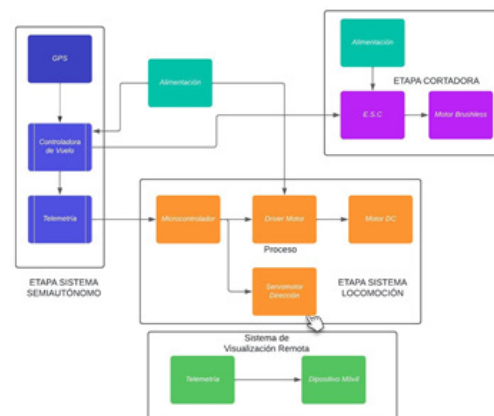 GPS
Controladora
de Vuelo
Telemetría
ETAPA SISTEMA
SEMIAUTÓNOMO
Alimentación
Alimentación
ETAPA CORTADORA
E.S.C
Motor Brushless
Microcontrolador
Driver Motor
Motor DC
Proceso
Servomotor
Dirección
ETAPA SISTEMA
LOCOMOCIÓN
Sistema de
Visualización Remota
Telemetría
Dipositivo Móvil